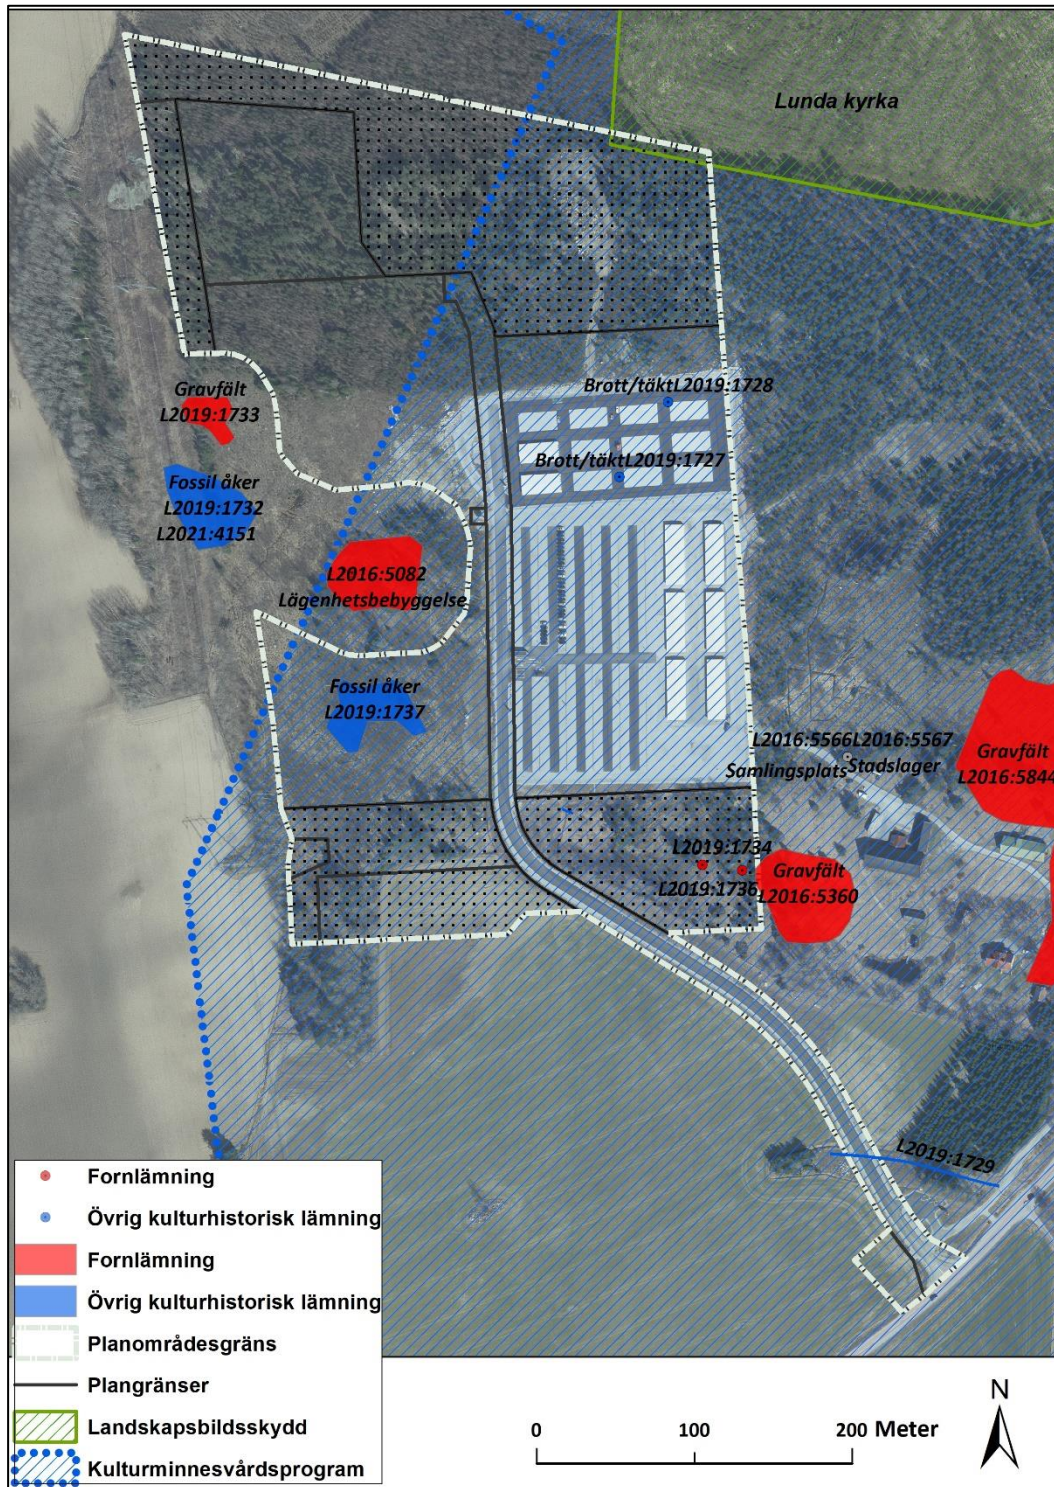 Lunda kyrka
Gravfält
L2019:1733
Brott/täktL2019:1728
Brott/täktL2019:1727
Fossil åker
L2019:1732
L2021:4151
L2016:5082
Lägenhetsbebyggelse
Fossil åker
L2019:1737
L2016:5566L2016:5567
Samlingsplats Stadslager
Gravfält
L2016:5844
L2019:1734
L2019:1736
Gravfält
L2016:5360
L2019:1729
Fornlämning
Övrig kulturhistorisk lämning
Fornlämning
Övrig kulturhistorisk lämning
Planområdesgräns
Plangränser
Landskapsbildsskydd
Kulturminnesvårdsprogram
0 100 200 Meter
N